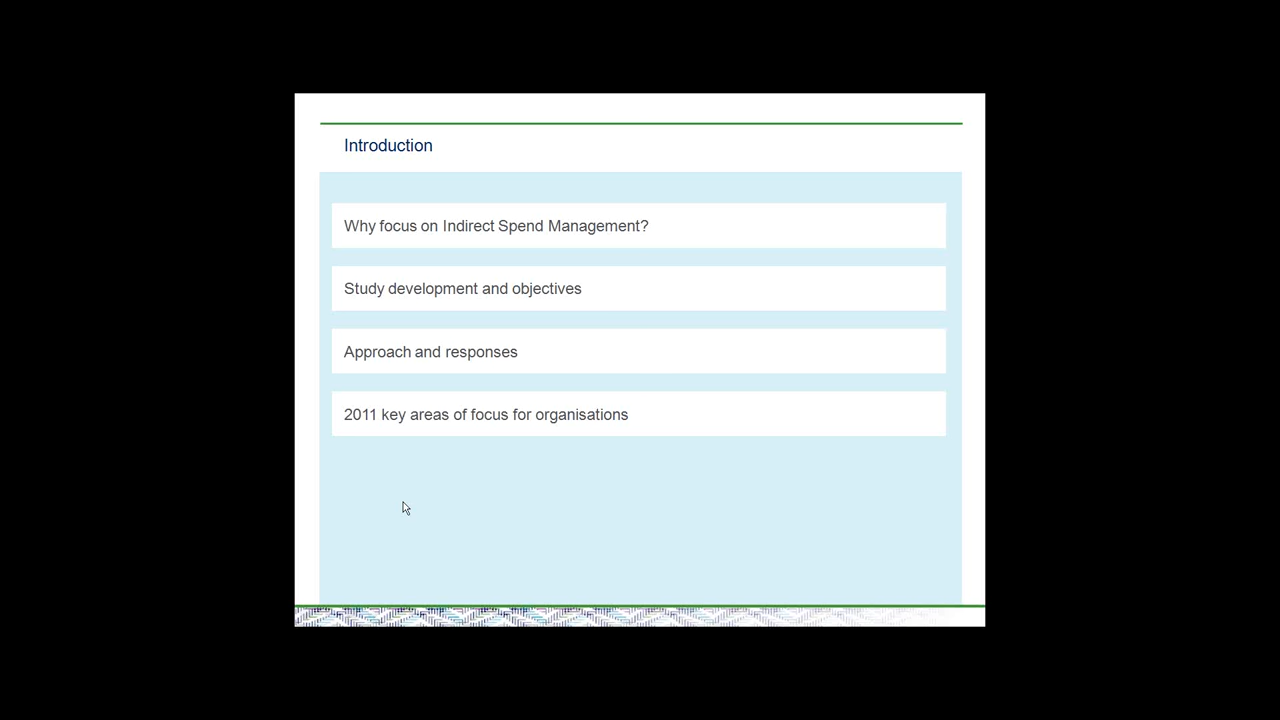 Introduction
Why focus on Indirect Spend Management?
Study development and objectives
Approach and responses
2011 key areas of focus for organisations